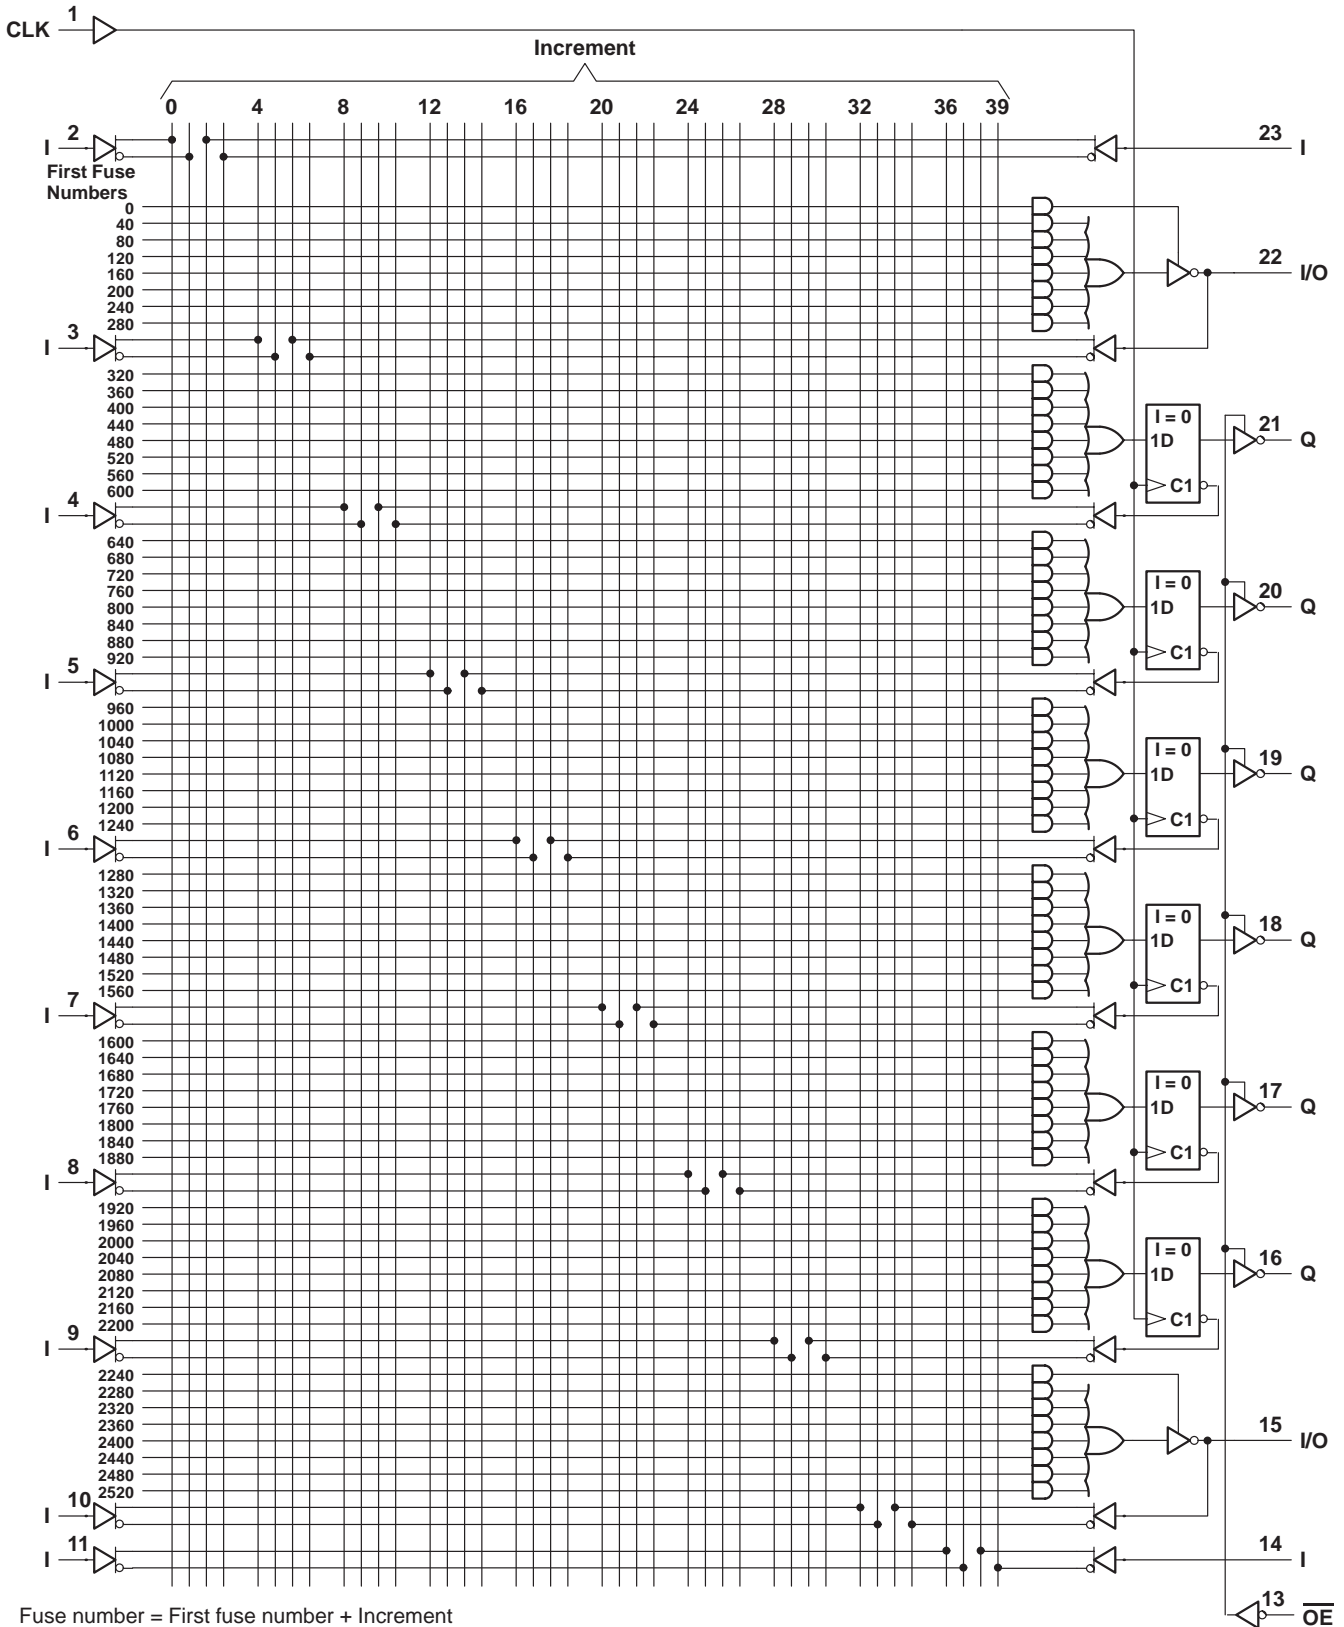 CLK 1
Increment
0 4 8 12 16 20 24 28 32 36 39
I 2
23 I
First Fuse
Numbers
0
40
80
120
160
22 I/O
200
240
280
I 3
320
360
400
I = 0
440
21
480
1D
Q
520
560
600
C1
I 4
640
680
720
I = 0
760
20
800
1D
Q
840
880
920
C1
I 5
960
1000
1040
I = 0
1080
19
1120
1D
Q
1160
1200
1240
C1
I 6
1280
1320
1360
I = 0
1400
18
1440
1D
Q
1480
1520
1560
C1
I 7
1600
1640
1680
I = 0
1720
17
1760
1D
Q
1800
1840
1880
C1
I 8
1920
1960
2000
I = 0
2040
16
2080
1D
Q
2120
2160
2200
C1
I 9
2240
2280
2320
2360
2400
15 I/O
2440
2480
2520
I 10
I 11
14 I
Fuse number = First fuse number + Increment
13 OE